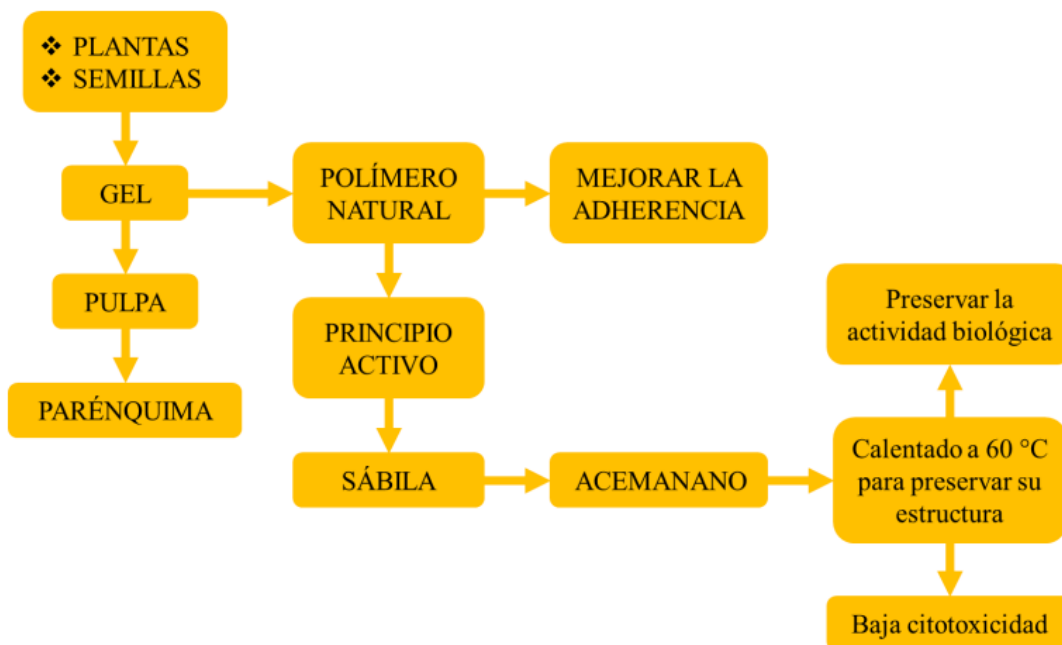 ❖ PLANTAS
❖ SEMILLAS
GEL
PULPA
PARÉNQUIMA
POLÍMERO
NATURAL
MEJORAR LA
ADHERENCIA
PRINCIPIO
ACTIVO
SÁBILA
ACEMANANO
Preservar la
actividad biológica
Calentado a 60 °C
para preservar su
estructura
Baja citotoxicidad